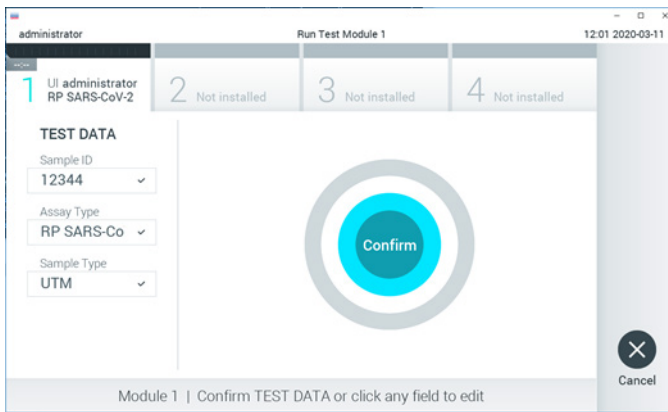 administrator
Run Test Module 1
12:01 2020-03-11
--:--
1 UI administrator
RP SARS-CoV-2
2 Not installed
3 Not installed
4 Not installed
TEST DATA
Sample ID
12344
Assay Type
RP SARS-Co
Sample Type
UTM
Confirm
Cancel
Module 1 | Confirm TEST DATA or click any field to edit